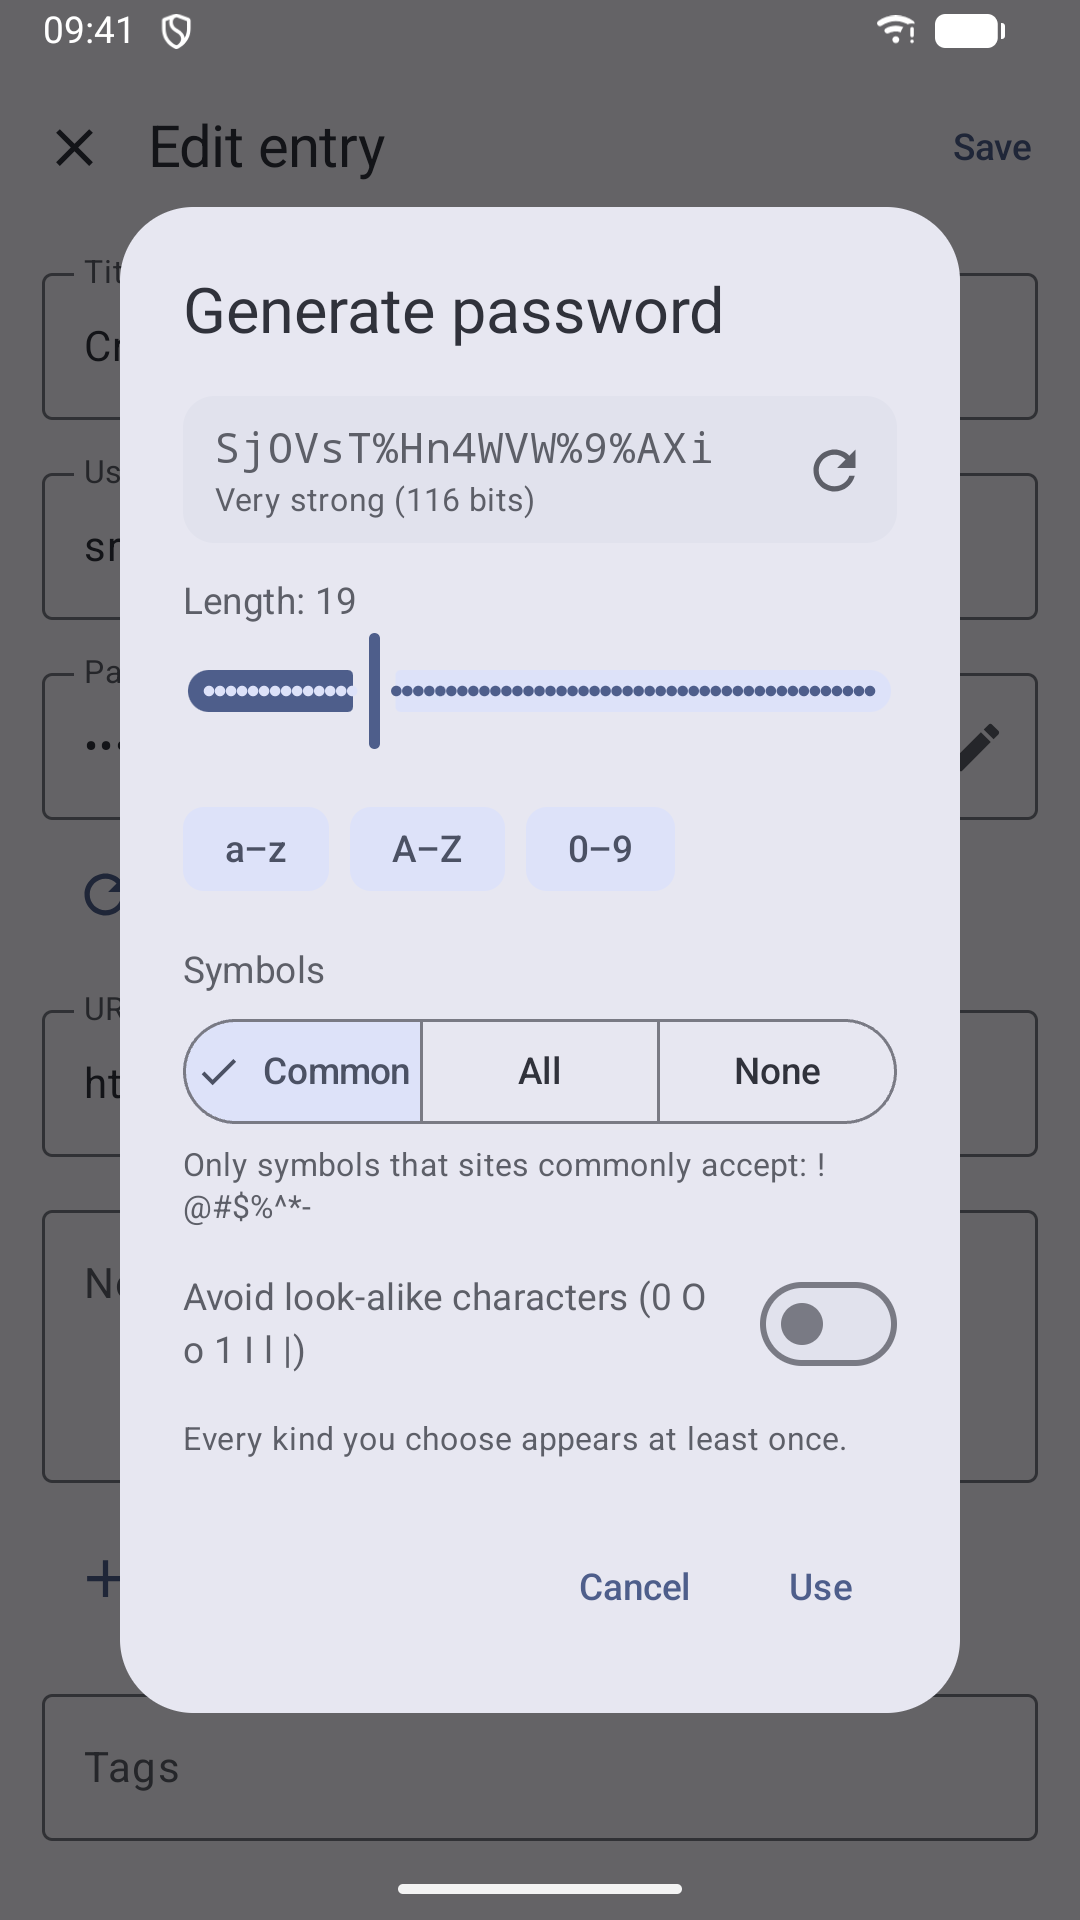 09:41
Edit entry
Save
Generate password
SjOVsT%Hn4WVW%9%AXi
Very strong (116 bits)
Length: 19
a–z
A–Z
0–9
Symbols
Common
All
None
Only symbols that sites commonly accept: !
@#$%^*-
Avoid look-alike characters (0 O
o 1 I l |)
Every kind you choose appears at least once.
Cancel
Use
Tags